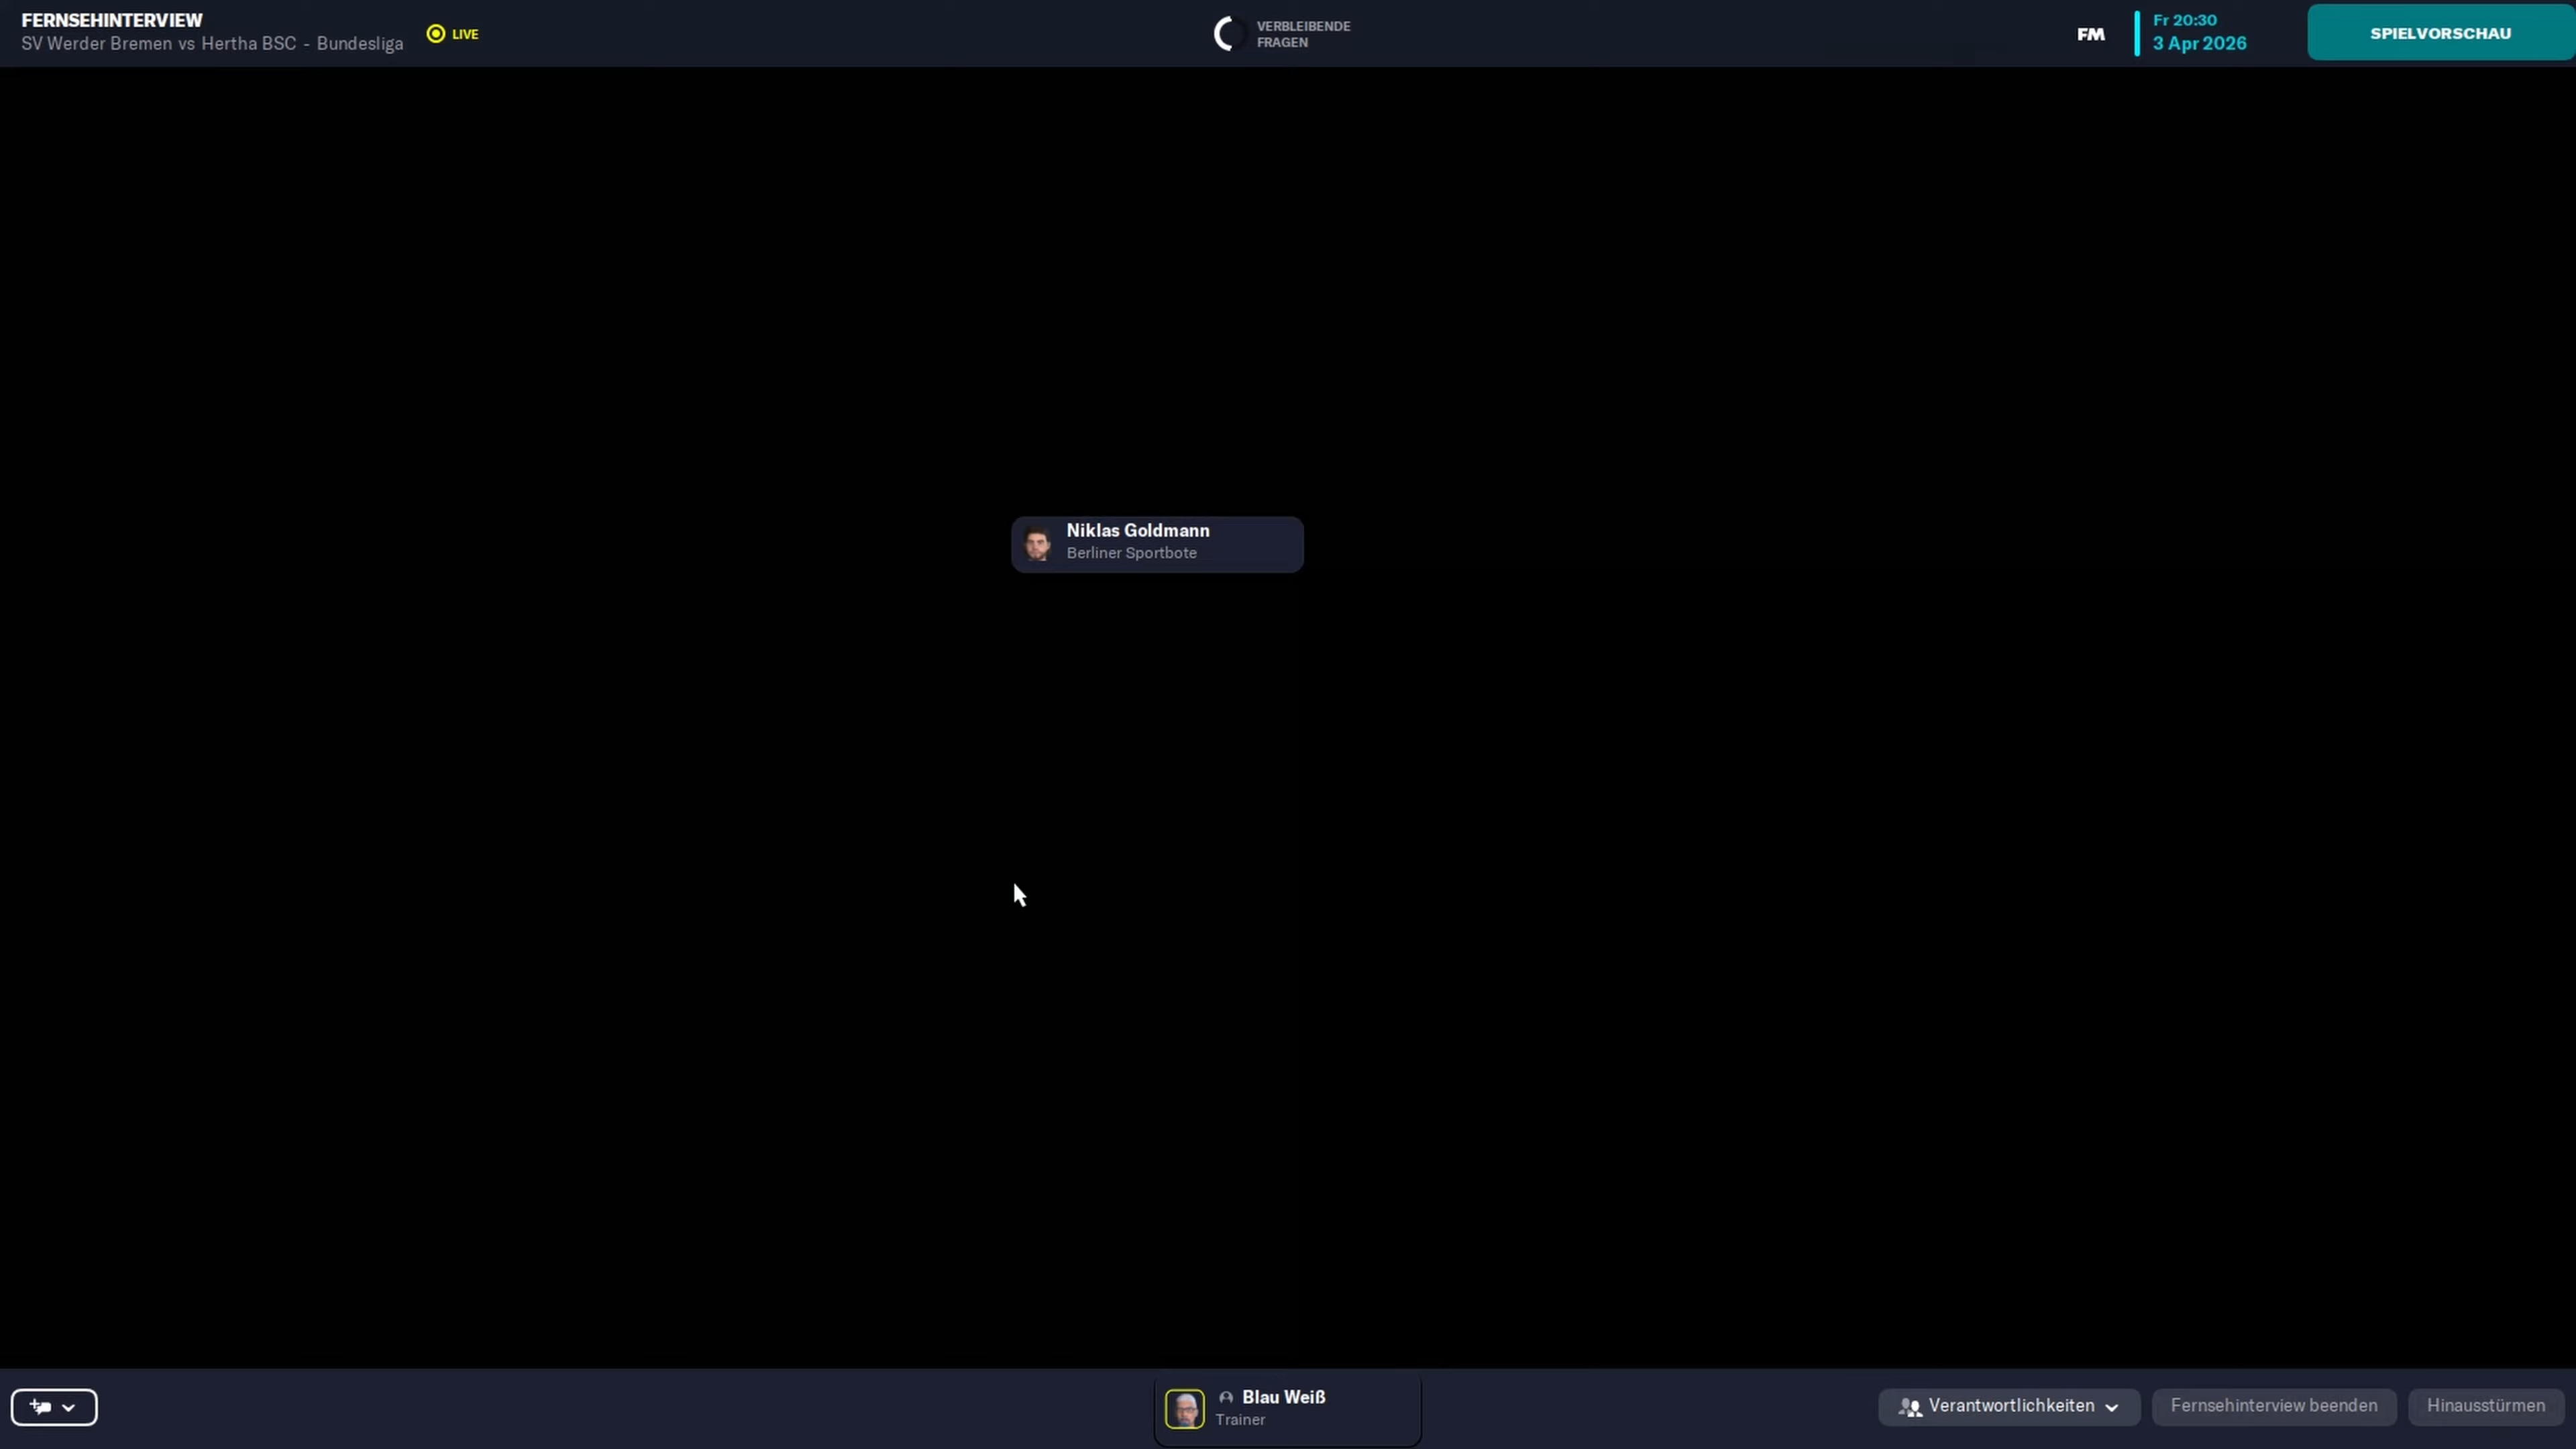 FERNSEHINTERVIEW
SV Werder Bremen vs Hertha BSC - Bundesliga
LIVE
VERBLEIBENDE
FRAGEN
FM
Fr 20:30
3 Apr 2026
SPIELVORSCHAU
Niklas Goldmann
Berliner Sportbote
Blau Weiß
Trainer
Verantwortlichkeiten
Fernsehinterview beenden
Hinausstürmen